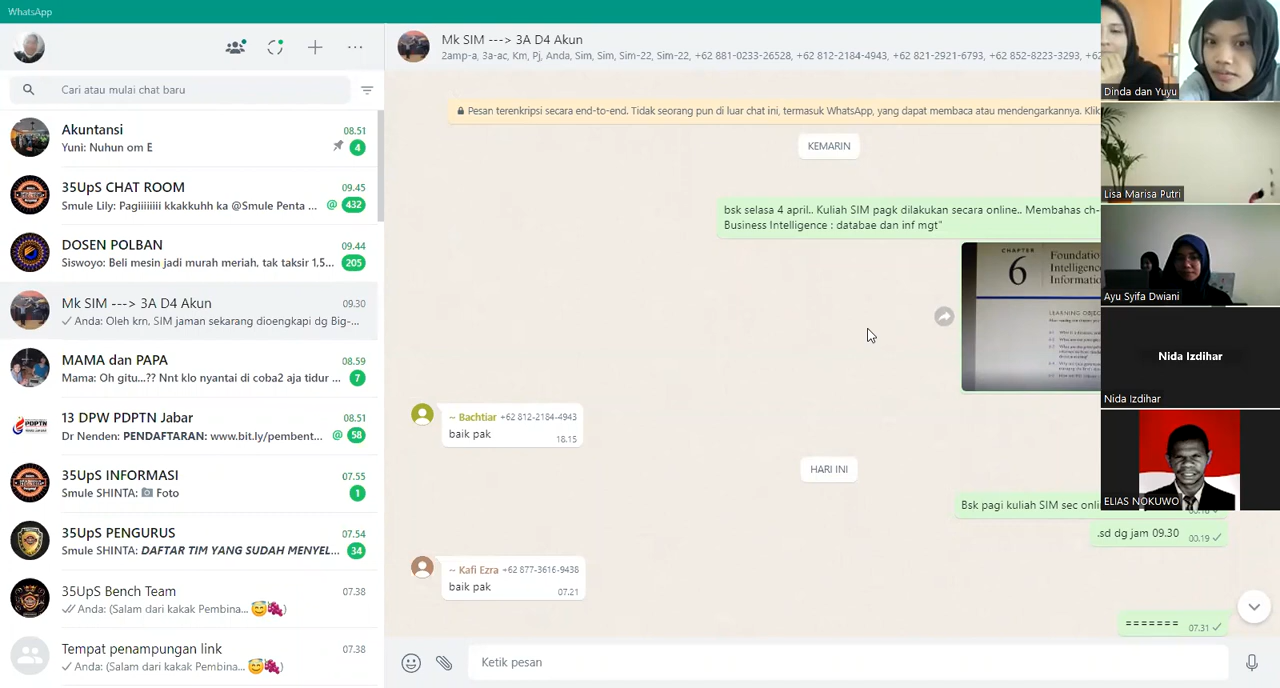 WhatsApp
Cari atau mulai chat baru
Akuntansi 08.51
Yuni: Nuhun om E 4
35UpS CHAT ROOM 09.45
Smule Lily: Pagiiiiiiii kkakkuhh ka @Smule Penta ... @ 432
DOSEN POLBAN 09.44
Siswoyo: Beli mesin jadi murah meriah, tak taksir 1,5... 205
Mk SIM ---> 3A D4 Akun 09.30
Anda: Oleh krn, SIM jaman sekarang dioengkapi dg Big-...
MAMA dan PAPA 08.59
Mama: Oh gitu...?? Nnt klo nyantai di coba2 aja tidur ... 7
13 DPW PDPTN Jabar 08.51
Dr Nenden: PENDAFTARAN: www.bit.ly/pembent... @ 58
35UpS INFORMASI 07.55
Smule SHINTA: Foto 1
35UpS PENGURUS 07.54
Smule SHINTA: DAFTAR TIM YANG SUDAH MENYEL... 34
35UpS Bench Team 07.38
Anda: (Salam dari kakak Pembina... 😇🍇)
Tempat penampungan link 07.38
Anda: (Salam dari kakak Pembina... 😇🍇)
Mk SIM ---> 3A D4 Akun
2amp-a, 3a-ac, Km, Pj, Anda, Sim, Sim, Sim-22, Sim-22, +62 881-0233-26528, +62 812-2184-4943, +62 821-2921-6793, +62 852-8223-3293, +6
Pesan terenkripsi secara end-to-end. Tidak seorang pun di luar chat ini, termasuk WhatsApp, yang dapat membaca atau mendengarkannya. Klik
KEMARIN
bsk selasa 4 april.. Kuliah SIM pagk dilakukan secara online.. Membahas ch-
Business Intelligence : databae dan inf mgt"
CHAPTER
6
Foundatio
Intelligence
Informati
LEARNING OBJEC
~ Bachtiar +62 812-2184-4943
baik pak 18.15
HARI INI
Bsk pagi kuliah SIM sec onli
.sd dg jam 09.30 00.19
~ Kafi Ezra +62 877-3616-9438
baik pak 07.21
======= 07.31
Ketik pesan
Dinda dan Yuyu
Lisa Marisa Putri
Ayu Syifa Dwiani
Nida Izdihar
Nida Izdihar
ELIAS NOKUWO